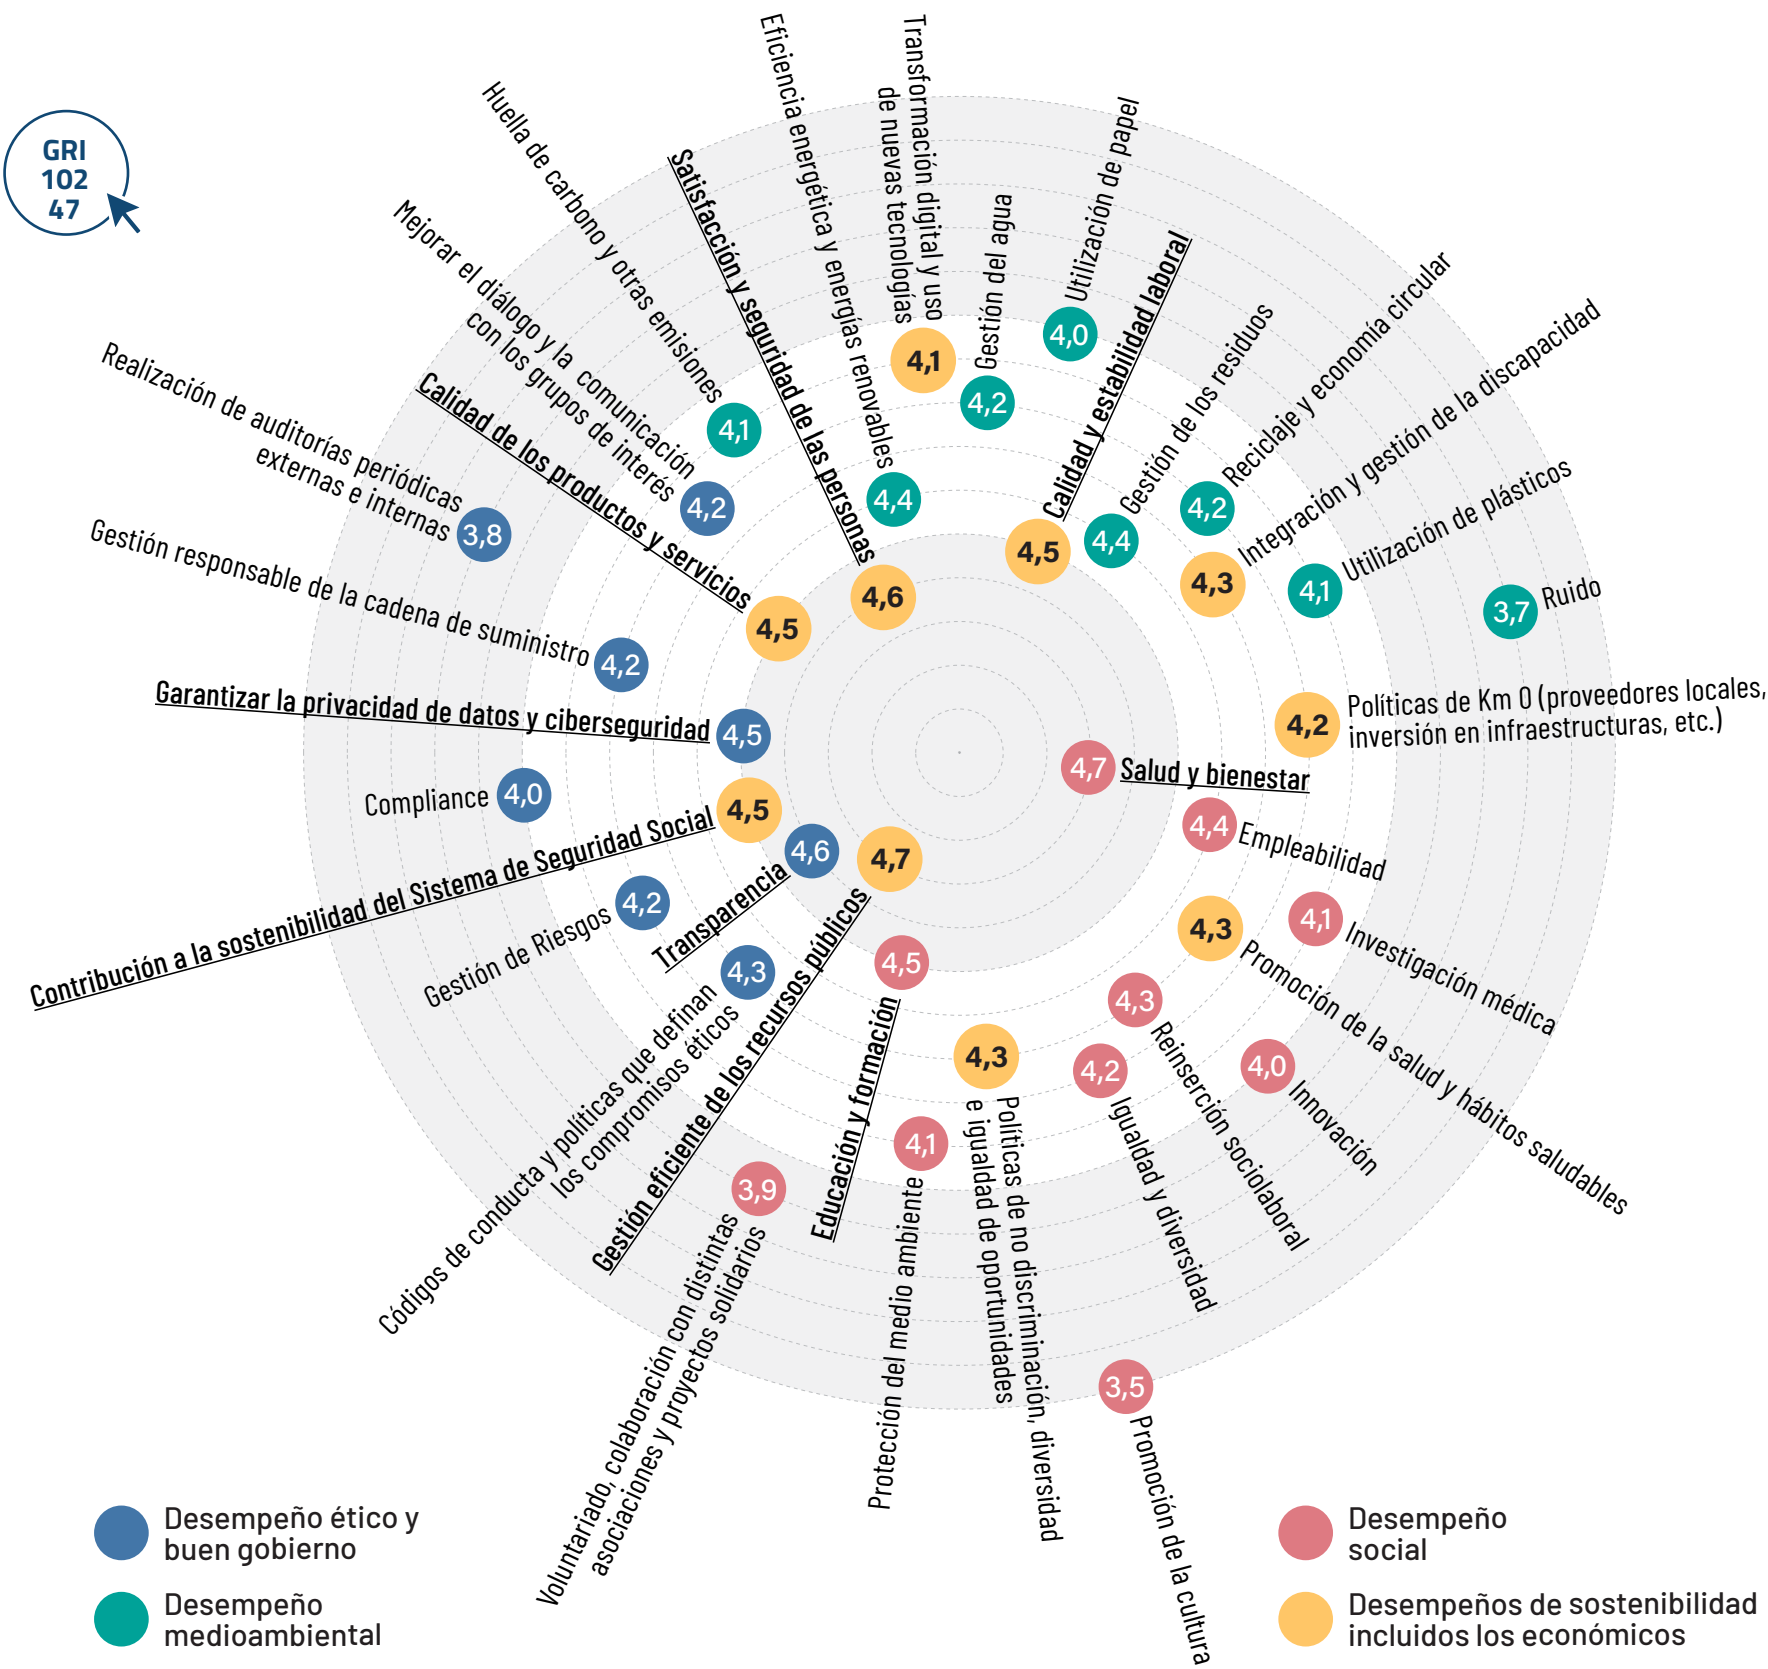 GRI
102
47
Eficiencia energética y energías renovables
4,4
Transformación digital y uso
de nuevas tecnologías
4,1
Gestión del agua
4,2
Utilización de papel
4,0
Calidad y estabilidad laboral
4,5
Gestión de los residuos
4,4
Reciclaje y economía circular
4,2
Integración y gestión de la discapacidad
4,3
Utilización de plásticos
4,1
Ruido
3,7
Políticas de Km 0 (proveedores locales,
inversión en infraestructuras, etc.)
4,2
Salud y bienestar
4,7
Empleabilidad
4,4
Investigación médica
4,1
Promoción de la salud y hábitos saludables
4,3
Innovación
4,0
Reinserción sociolaboral
4,3
Igualdad y diversidad
4,2
Promoción de la cultura
3,5
Políticas de no discriminación, diversidad
e igualdad de oportunidades
4,3
Protección del medio ambiente
4,1
Educación y formación
4,5
Voluntariado, colaboración con distintas
asociaciones y proyectos solidarios
3,9
Gestión eficiente de los recursos públicos
4,7
Códigos de conducta y políticas que definan
los compromisos éticos
4,3
Transparencia
4,6
Gestión de Riesgos
4,2
Contribución a la sostenibilidad del Sistema de Seguridad Social
4,5
Compliance
4,0
Garantizar la privacidad de datos y ciberseguridad
4,5
Gestión responsable de la cadena de suministro
4,2
Realización de auditorías periódicas
externas e internas
3,8
Calidad de los productos y servicios
4,5
Mejorar el diálogo y la comunicación
con los grupos de interés
4,2
Huella de carbono y otras emisiones
4,1
Satisfacción y seguridad de las personas
4,6
Desempeño ético y
buen gobierno
Desempeño
medioambiental
Desempeño
social
Desempeños de sostenibilidad
incluidos los económicos